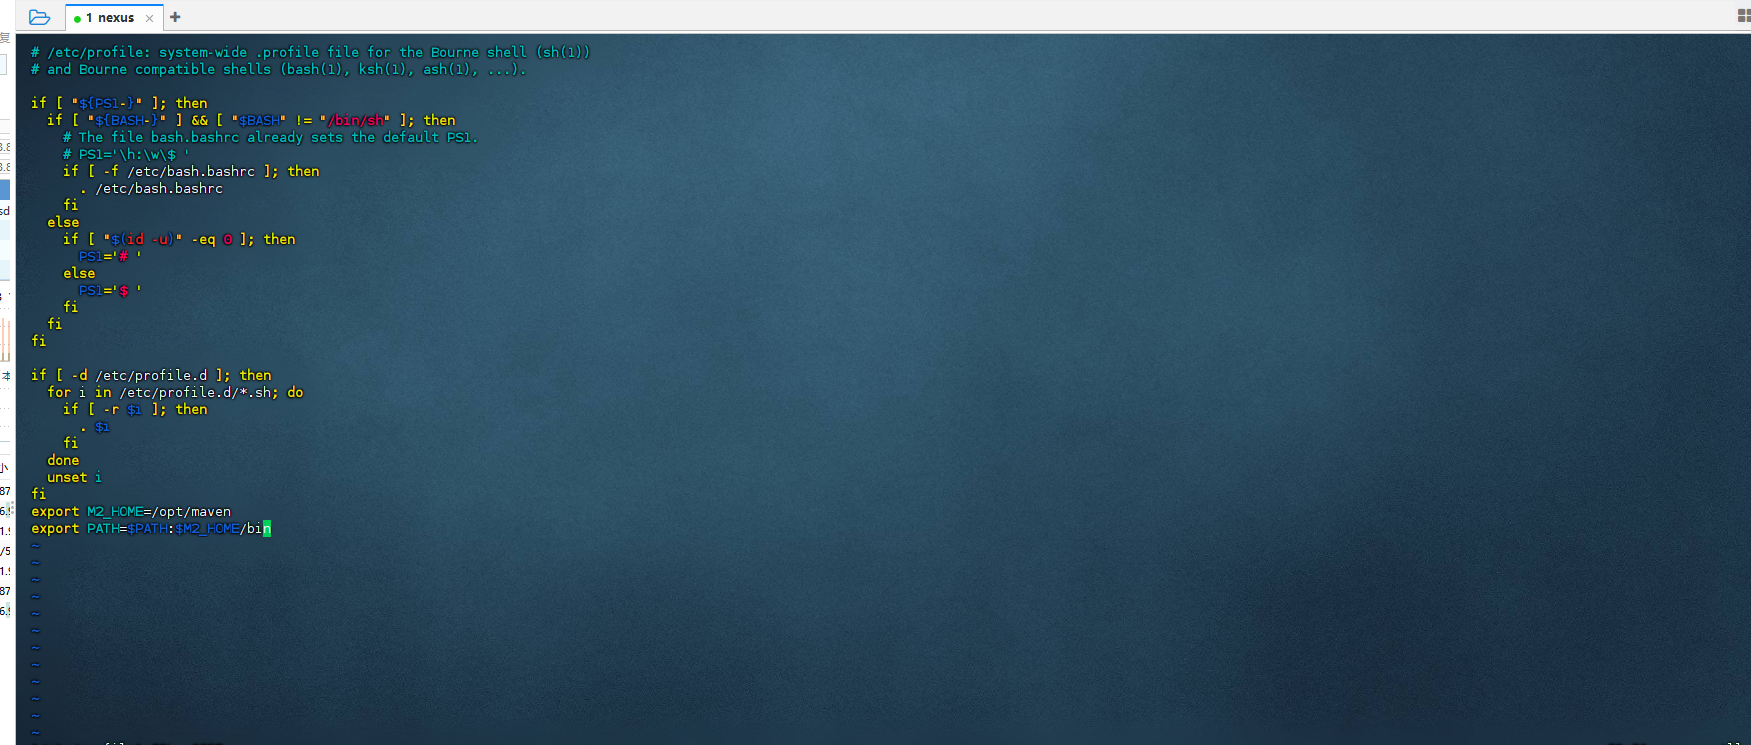 1 nexus
# /etc/profile: system-wide .profile file for the Bourne shell (sh(1))
# and Bourne compatible shells (bash(1), ksh(1), ash(1), ...).
if [ "${PS1-}" ]; then
if [ "${BASH-}" ] && [ "$BASH" != "/bin/sh" ]; then
# The file bash.bashrc already sets the default PS1.
# PS1='\h:\w\$ '
if [ -f /etc/bash.bashrc ]; then
. /etc/bash.bashrc
fi
else
if [ "$(id -u)" -eq 0 ]; then
PS1='# '
else
PS1='$ '
fi
fi
fi
if [ -d /etc/profile.d ]; then
for i in /etc/profile.d/*.sh; do
if [ -r $i ]; then
. $i
fi
done
unset i
fi
export M2_HOME=/opt/maven
export PATH=$PATH:$M2_HOME/bin
~
~
~
~
~
~
~
~
~
~
~
~